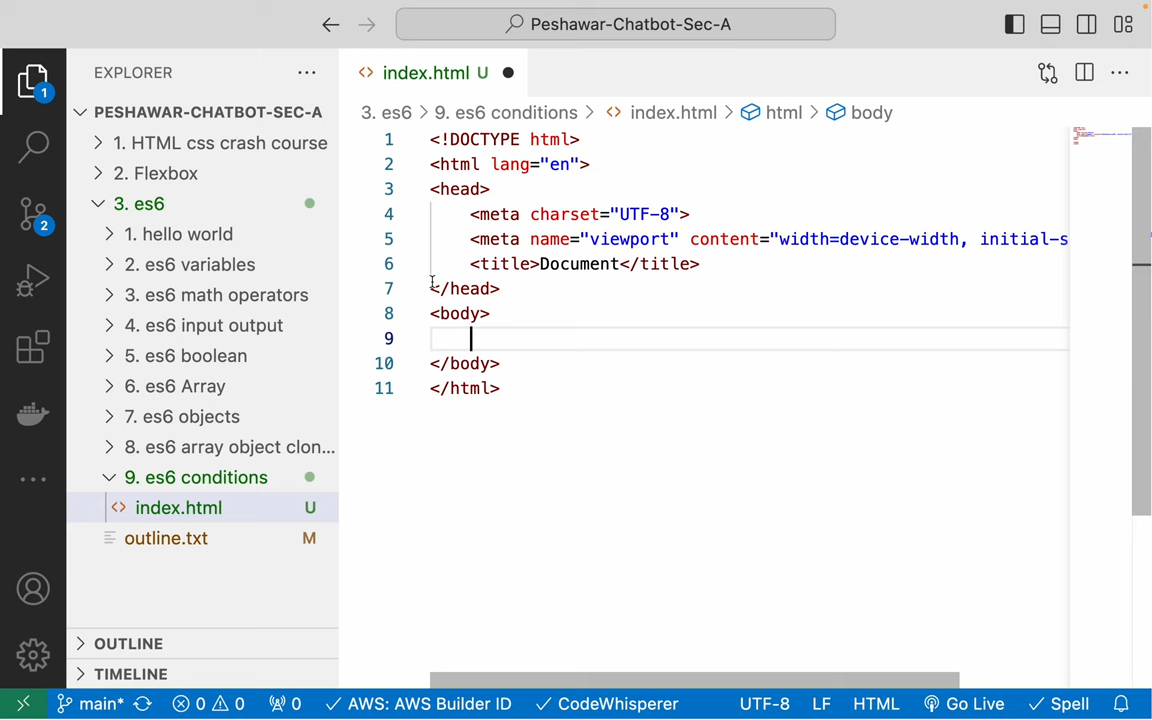 Peshawar-Chatbot-Sec-A
EXPLORER
index.html U
PESHAWAR-CHATBOT-SEC-A
3. es6 > 9. es6 conditions > index.html > html > body
1. HTML css crash course
2. Flexbox
3. es6
1. hello world
2. es6 variables
3. es6 math operators
4. es6 input output
5. es6 boolean
6. es6 Array
7. es6 objects
8. es6 array object clon...
9. es6 conditions
index.html U
outline.txt M
OUTLINE
TIMELINE
1
2
1 <!DOCTYPE html>
2 <html lang="en">
3 <head>
4 <meta charset="UTF-8">
5 <meta name="viewport" content="width=device-width, initial-s
6 <title>Document</title>
7 </head>
8 <body>
9
10 </body>
11 </html>
main* 0 0 0 AWS: AWS Builder ID CodeWhisperer UTF-8 LF HTML Go Live Spell